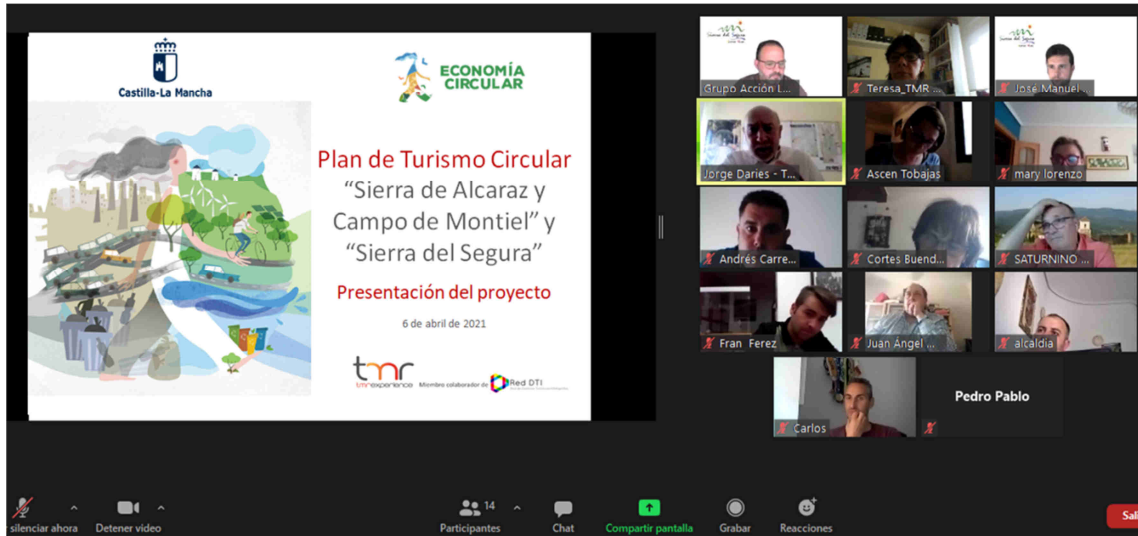 Castilla-La Mancha
ECONOMÍA
CIRCULAR
Plan de Turismo Circular
“Sierra de Alcaraz y
Campo de Montiel” y
“Sierra del Segura”
Presentación del proyecto
6 de abril de 2021
tmr
tmrexperience
Miembro colaborador de
Red DTI
Grupo Acción L...
Teresa_TMR
José Manuel...
Jorge Daries - T...
Ascen Tobajas
mary lorenzo
Andrés Carre...
Cortes Buend...
SATURNINO ...
Fran Ferez
Juan Ángel ...
alcaldia
Carlos
Pedro Pablo
silenciar ahora
Detener video
14
Participantes
Chat
Compartir pantalla
Grabar
Reacciones
Sali